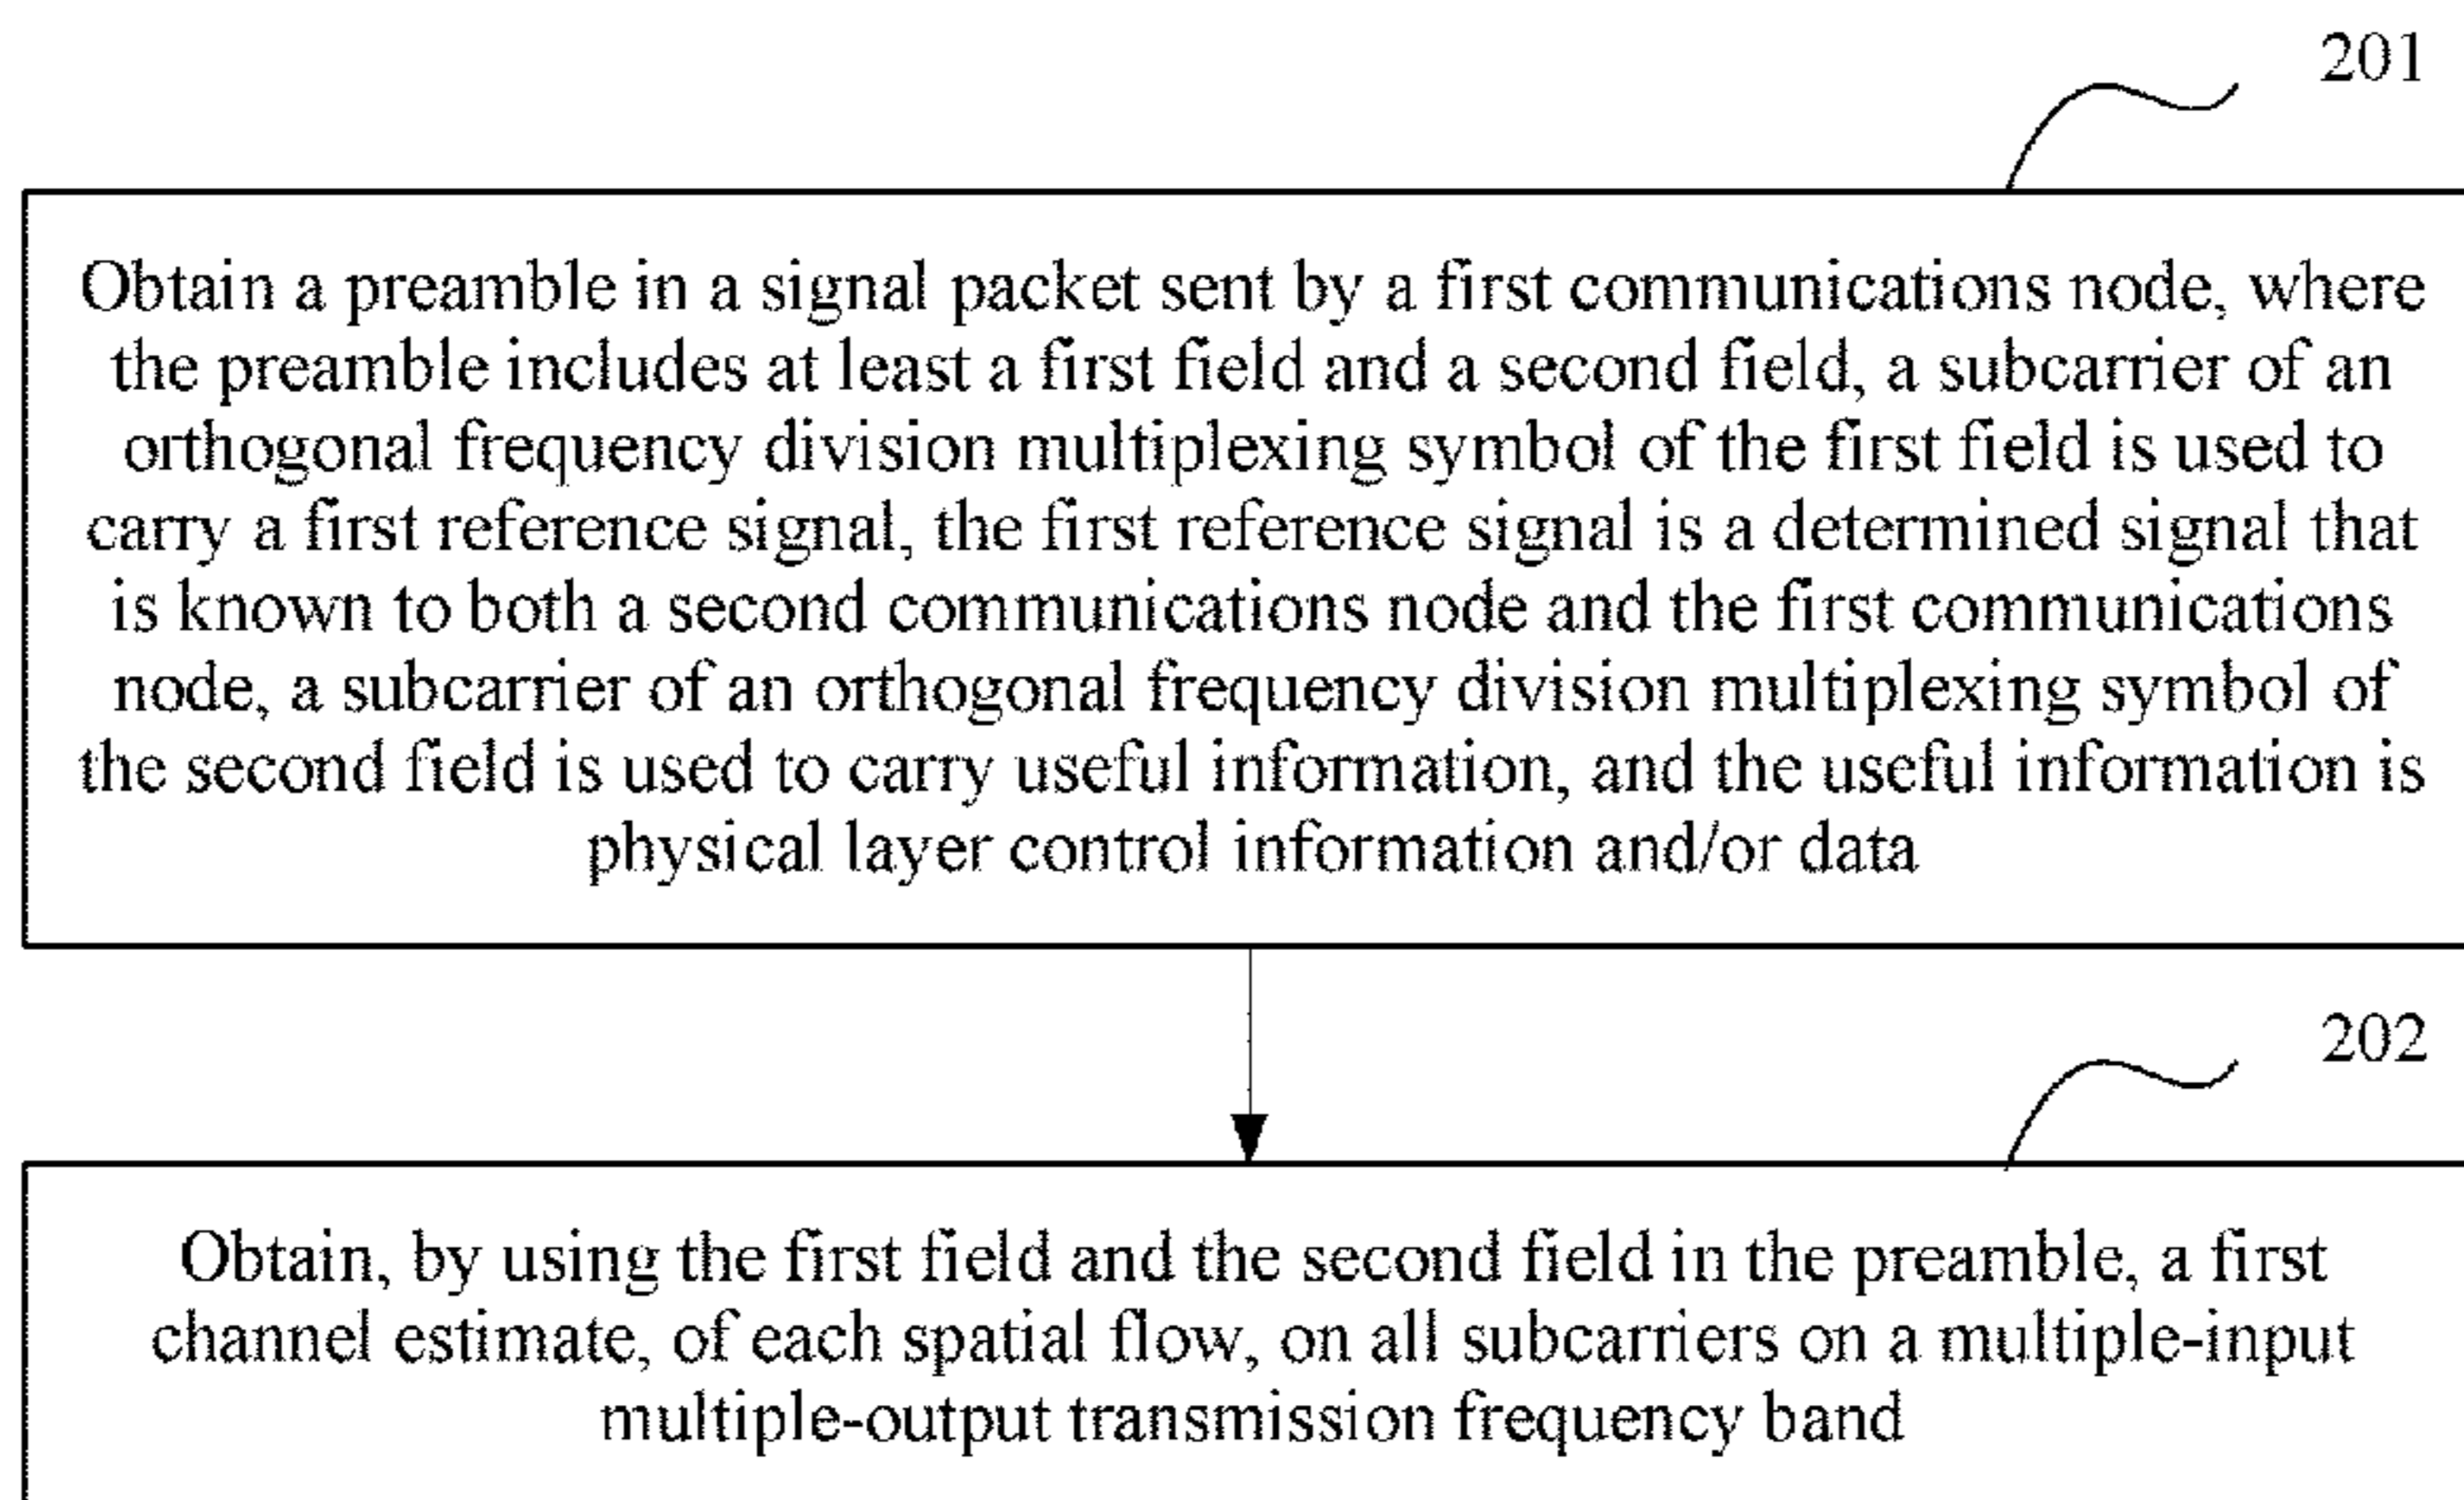 201
Obtain a preamble in a signal packet sent by a first communications node, where
the preamble includes at least a first field and a second field, a subcarrier of an
orthogonal frequency division multiplexing symbol of the first field is used to
carry a first reference signal, the first reference signal is a determined signal that
is known to both a second communications node and the first communications
node, a subcarrier of an orthogonal frequency division multiplexing symbol of
the second field is used to carry useful information, and the useful information is
physical layer control information and/or data
202
Obtain, by using the first field and the second field in the preamble, a first
channel estimate, of each spatial flow, on all subcarriers on a multiple-input
multiple-output transmission frequency band